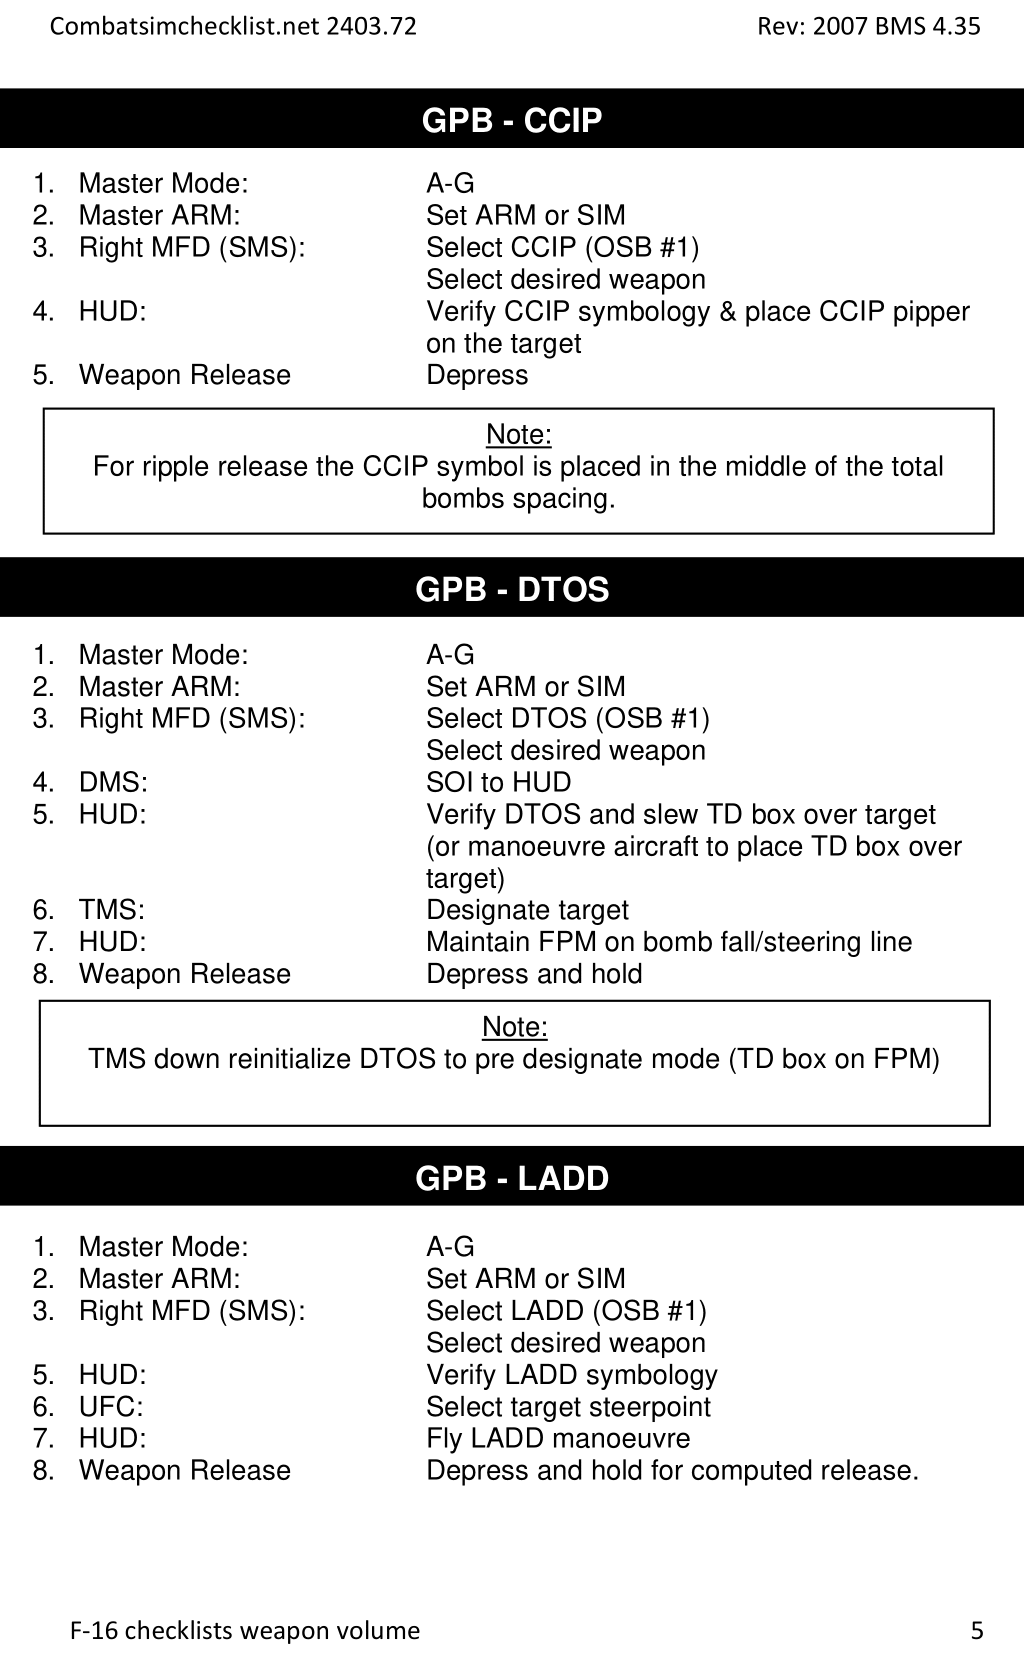 Combatsimchecklist.net 2403.72 Rev: 2007 BMS 4.35
GPB - CCIP
1. Master Mode: A-G
2. Master ARM: Set ARM or SIM
3. Right MFD (SMS): Select CCIP (OSB #1)
Select desired weapon
4. HUD: Verify CCIP symbology & place CCIP pipper
on the target
5. Weapon Release Depress
Note:
For ripple release the CCIP symbol is placed in the middle of the total
bombs spacing.
GPB - DTOS
1. Master Mode: A-G
2. Master ARM: Set ARM or SIM
3. Right MFD (SMS): Select DTOS (OSB #1)
Select desired weapon
4. DMS: SOI to HUD
5. HUD: Verify DTOS and slew TD box over target
(or manoeuvre aircraft to place TD box over
target)
6. TMS: Designate target
7. HUD: Maintain FPM on bomb fall/steering line
8. Weapon Release Depress and hold
Note:
TMS down reinitialize DTOS to pre designate mode (TD box on FPM)
GPB - LADD
1. Master Mode: A-G
2. Master ARM: Set ARM or SIM
3. Right MFD (SMS): Select LADD (OSB #1)
Select desired weapon
5. HUD: Verify LADD symbology
6. UFC: Select target steerpoint
7. HUD: Fly LADD manoeuvre
8. Weapon Release Depress and hold for computed release.
F-16 checklists weapon volume 5